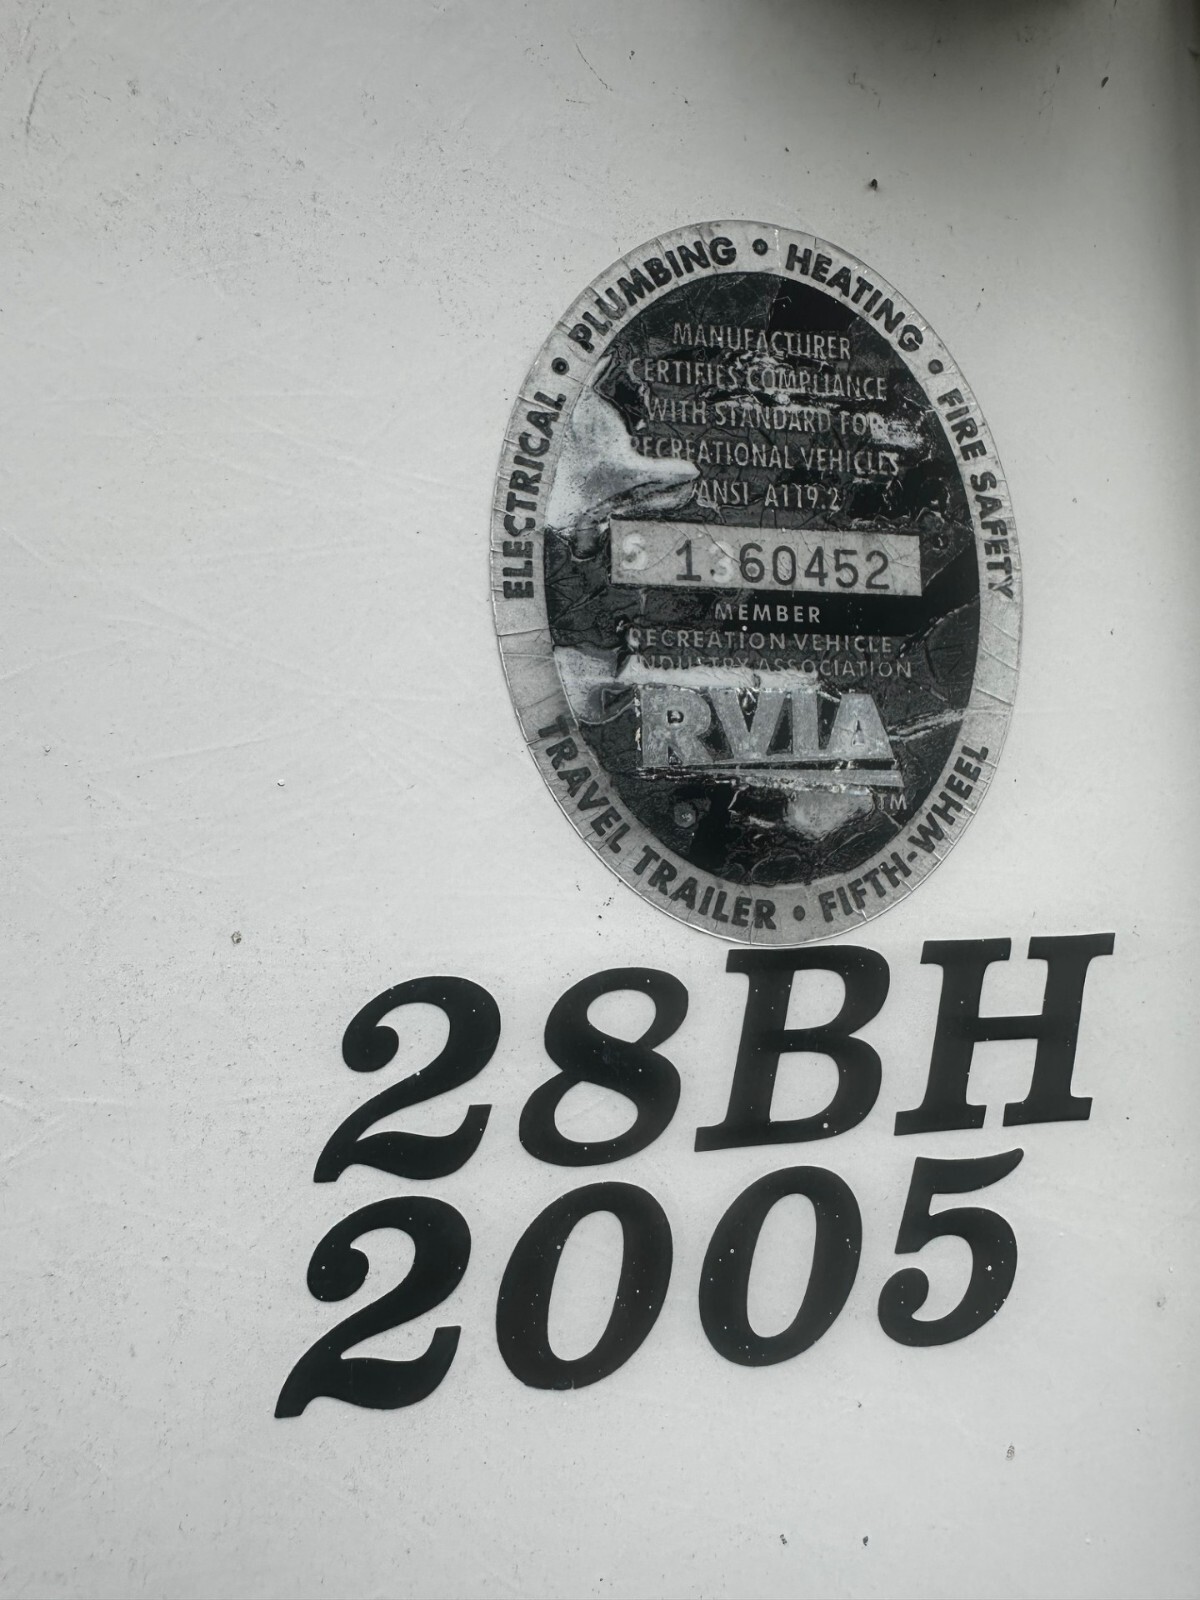 ELECTRICAL • PLUMBING • HEATING • FIRE SAFETY
MANUFACTURER
CERTIFIES COMPLIANCE
WITH STANDARD FOR
RECREATIONAL VEHICLES
ANSI A119.2
S 1360452
MEMBER
RECREATION VEHICLE
INDUSTRY ASSOCIATION
RVIA
TM
TRAVEL TRAILER • FIFTH-WHEEL
28BH
2005